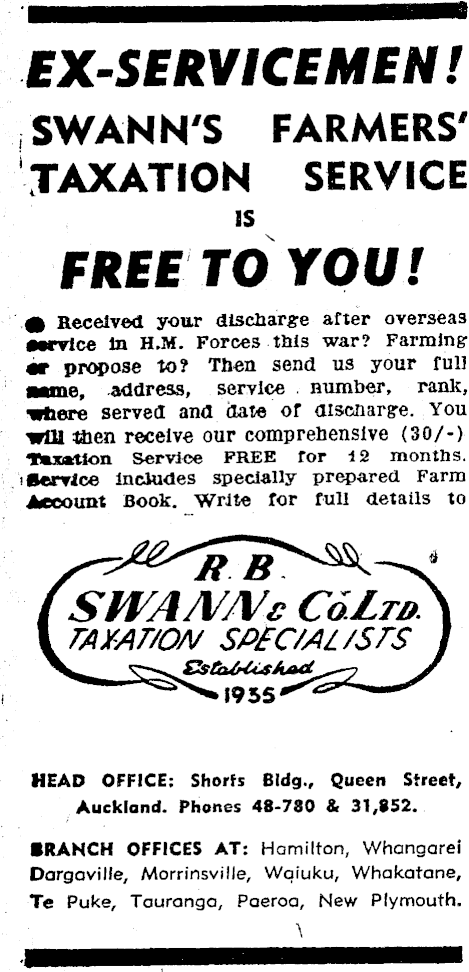 EX-SERVICEMEN!
SWANN'S FARMERS'
TAXATION SERVICE
IS
FREE TO YOU!
● Received your discharge after overseas
service in H.M. Forces this war? Farming
or propose to? Then send us your full
name, address, service number, rank,
where served and date of discharge. You
will then receive our comprehensive (30/-)
Taxation Service FREE for 12 months.
Service includes specially prepared Farm
Account Book. Write for full details to
R. B.
SWANN & CO. LTD.
TAXATION SPECIALISTS
Established
1935
HEAD OFFICE: Shorts Bldg., Queen Street,
Auckland. Phones 48-780 & 31,852.
BRANCH OFFICES AT: Hamilton, Whangarei
Dargaville, Morrinsville, Waiuku, Whakatane,
Te Puke, Tauranga, Paeroa, New Plymouth.